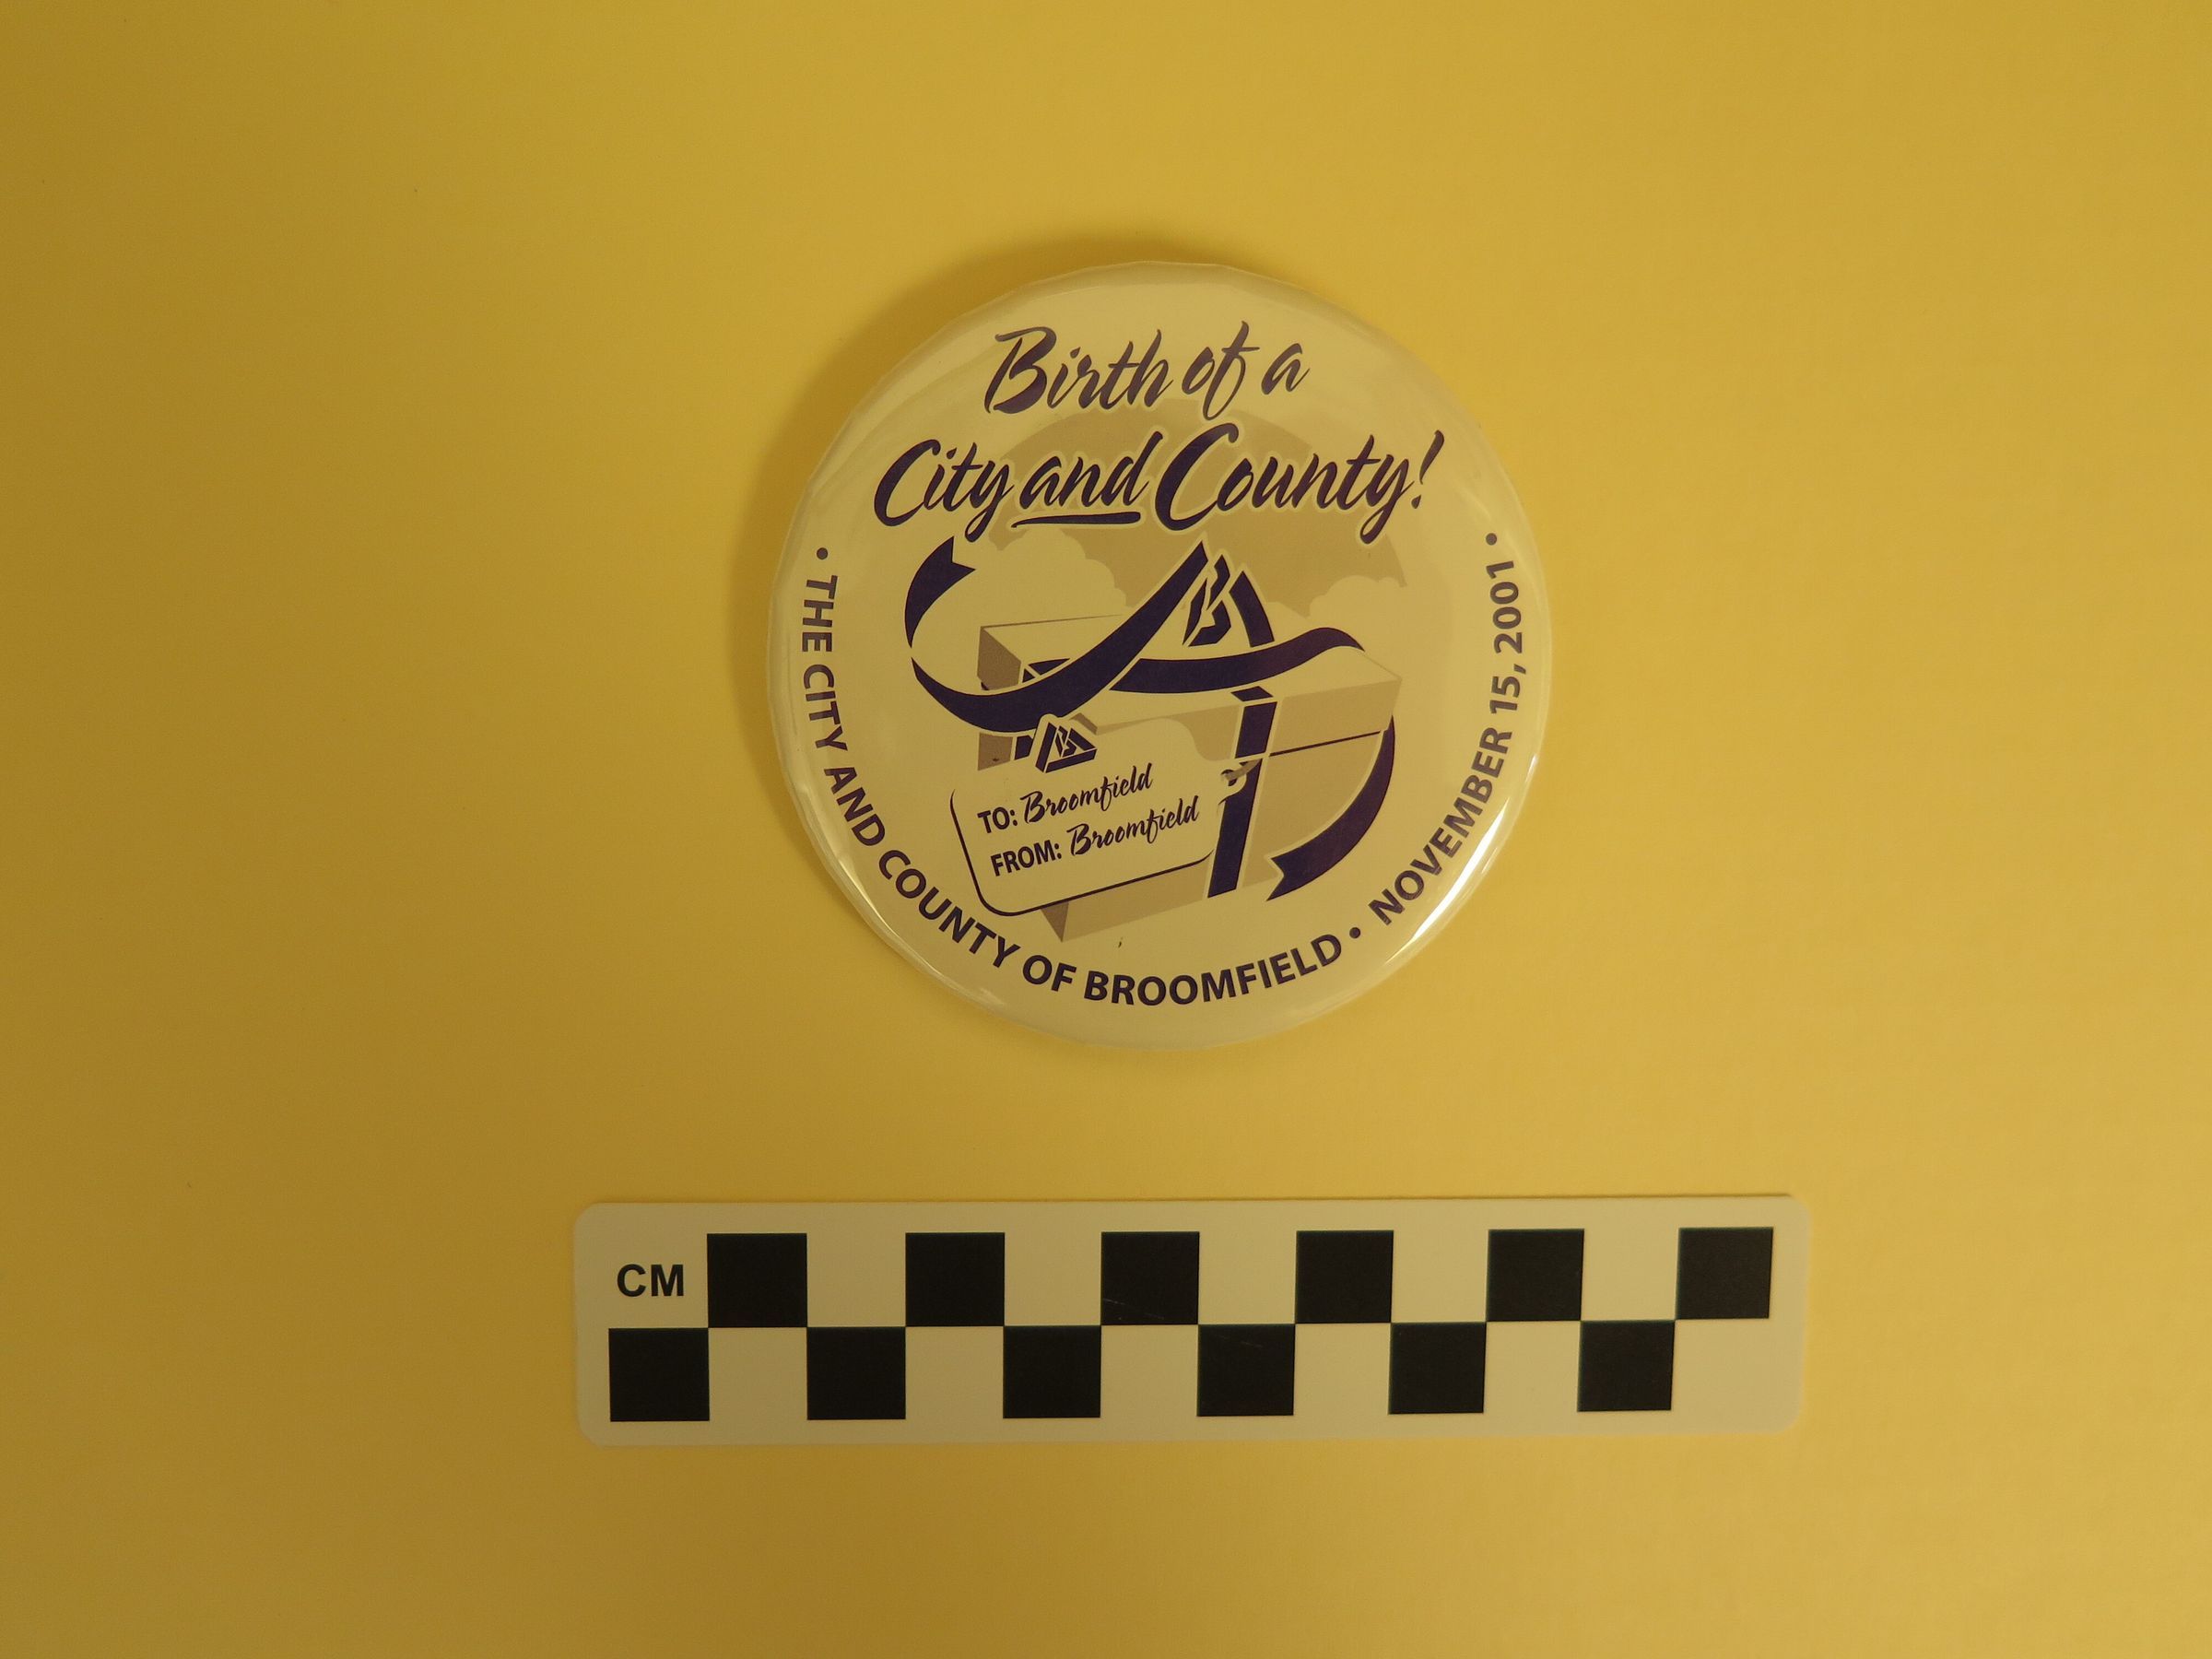 Birth of a
City and County!
TO: Broomfield
FROM: Broomfield
• THE CITY AND COUNTY OF BROOMFIELD • NOVEMBER 15, 2001 •
CM